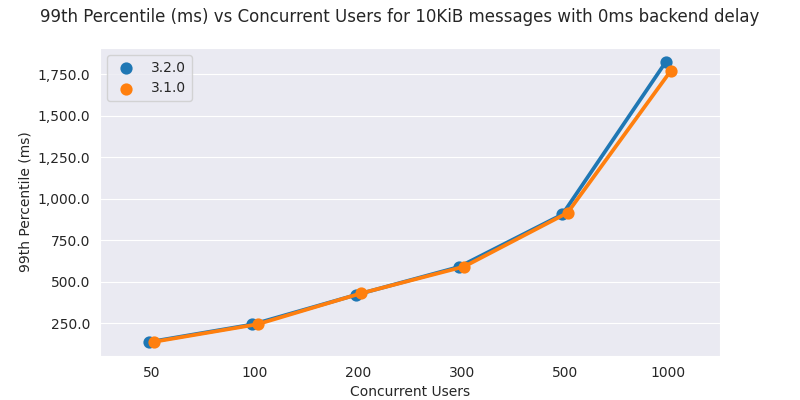 99th Percentile (ms) vs Concurrent Users for 10KiB messages with 0ms backend delay
3.2.0
3.1.0
1,750.0
1,500.0
1,250.0
1,000.0
750.0
500.0
250.0
99th Percentile (ms)
50 100 200 300 500 1000
Concurrent Users